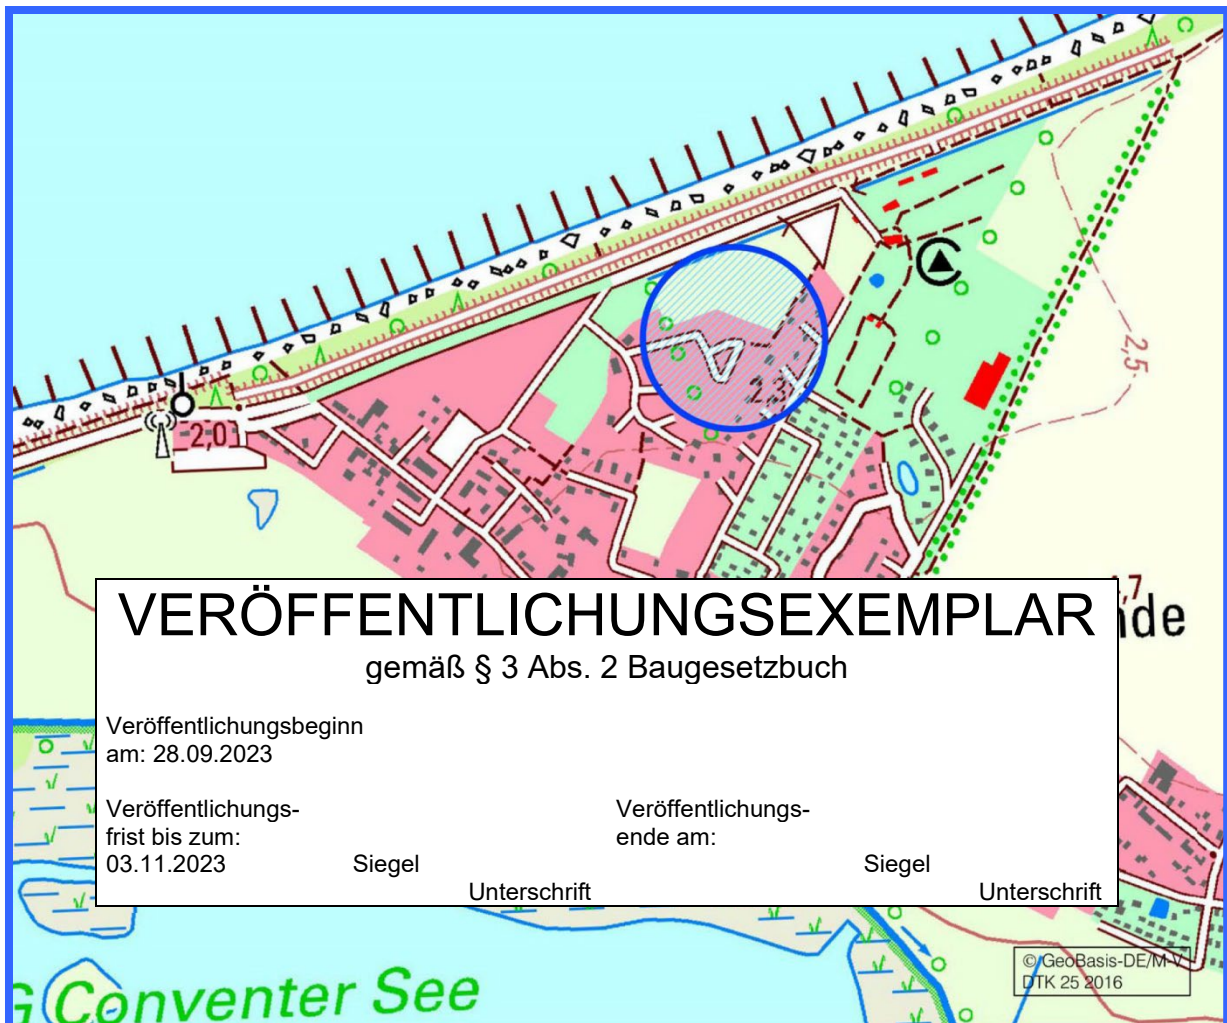 2,5
2,3
2,0
,7
nde
VERÖFFENTLICHUNGSEXEMPLAR
gemäß § 3 Abs. 2 Baugesetzbuch
Veröffentlichungsbeginn
am: 28.09.2023
Veröffentlichungs-
frist bis zum:
03.11.2023
Siegel
Unterschrift
Veröffentlichungs-
ende am:
Siegel
Unterschrift
© GeoBasis-DE/M-V
DTK 25 2016
G Conventer See